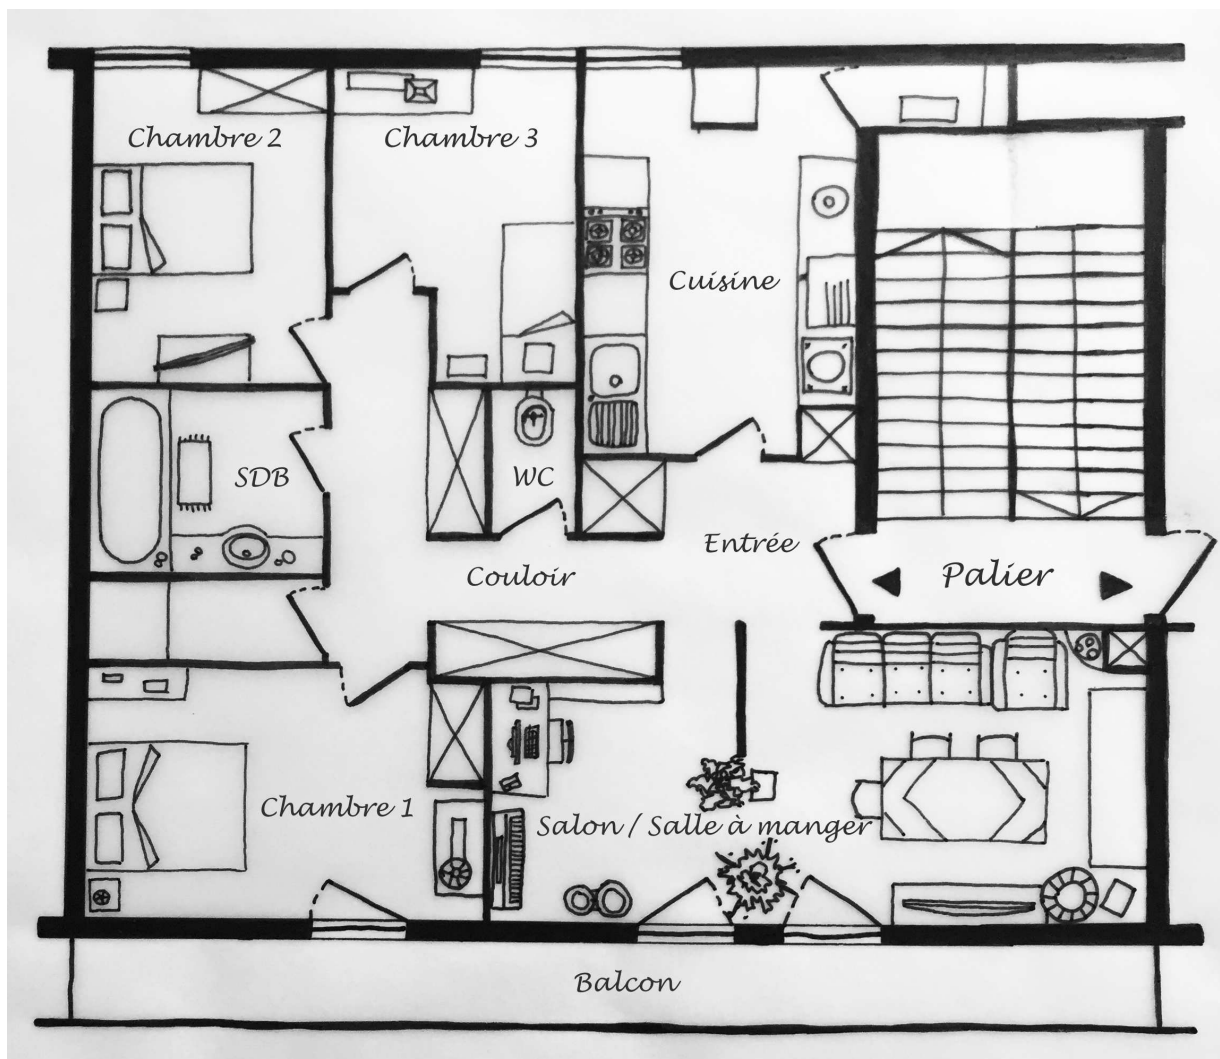 Chambre 2
Chambre 3
Cuisine
SDB
WC
Entrée
Couloir
Palier
Chambre 1
Salon / Salle à manger
Balcon